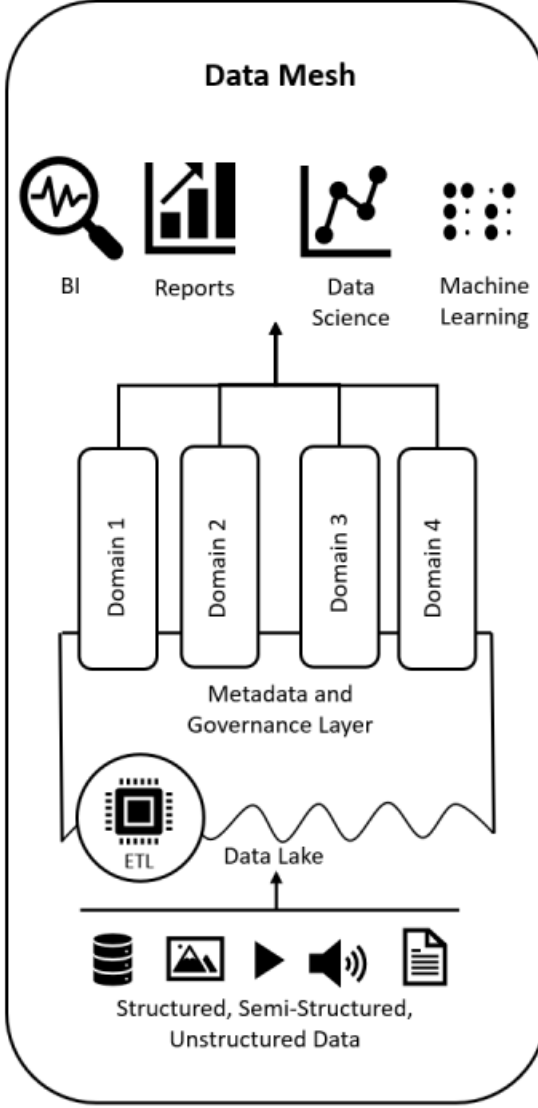 Data Mesh
BI
Reports
Data
Science
Machine
Learning
Domain 1
Domain 2
Domain 3
Domain 4
Metadata and
Governance Layer
ETL
Data Lake
Structured, Semi-Structured,
Unstructured Data